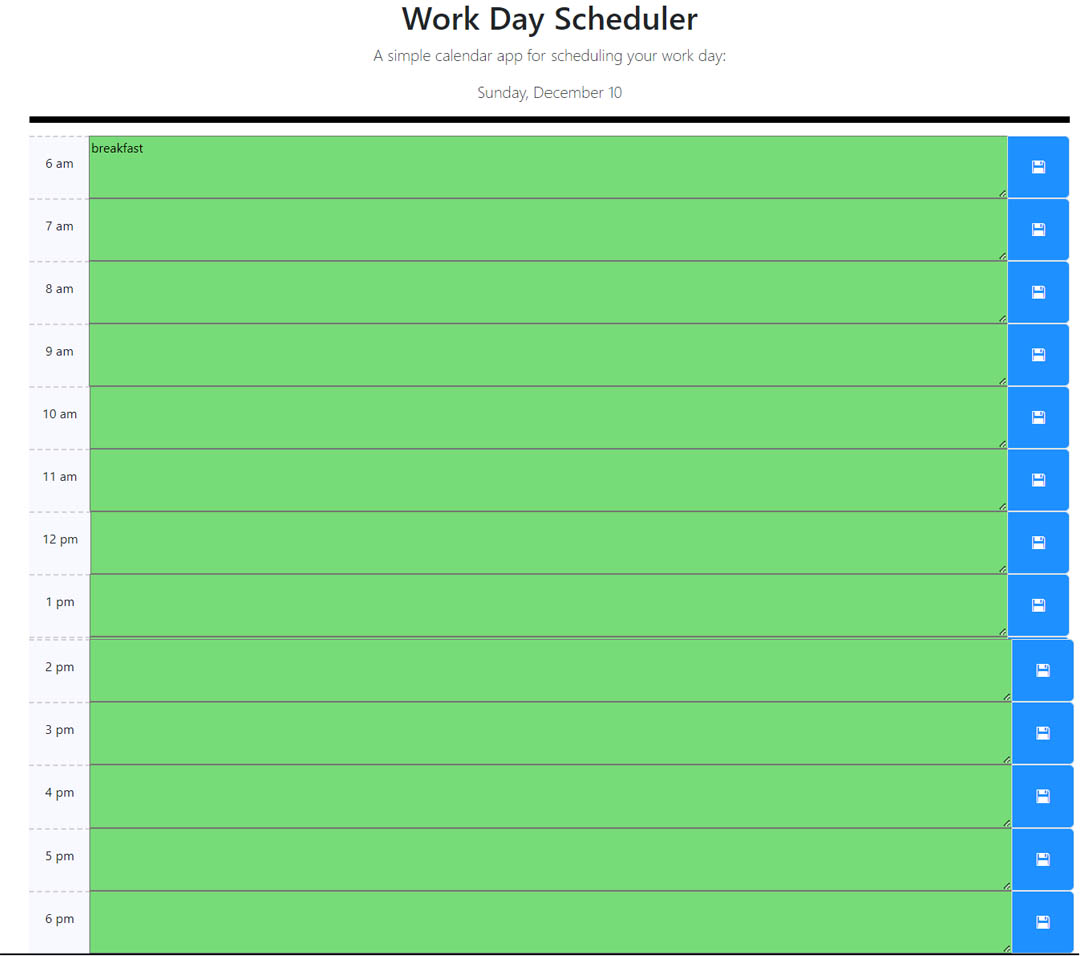 Work Day Scheduler
A simple calendar app for scheduling your work day:
Sunday, December 10
6 am
breakfast
7 am
8 am
9 am
10 am
11 am
12 pm
1 pm
2 pm
3 pm
4 pm
5 pm
6 pm